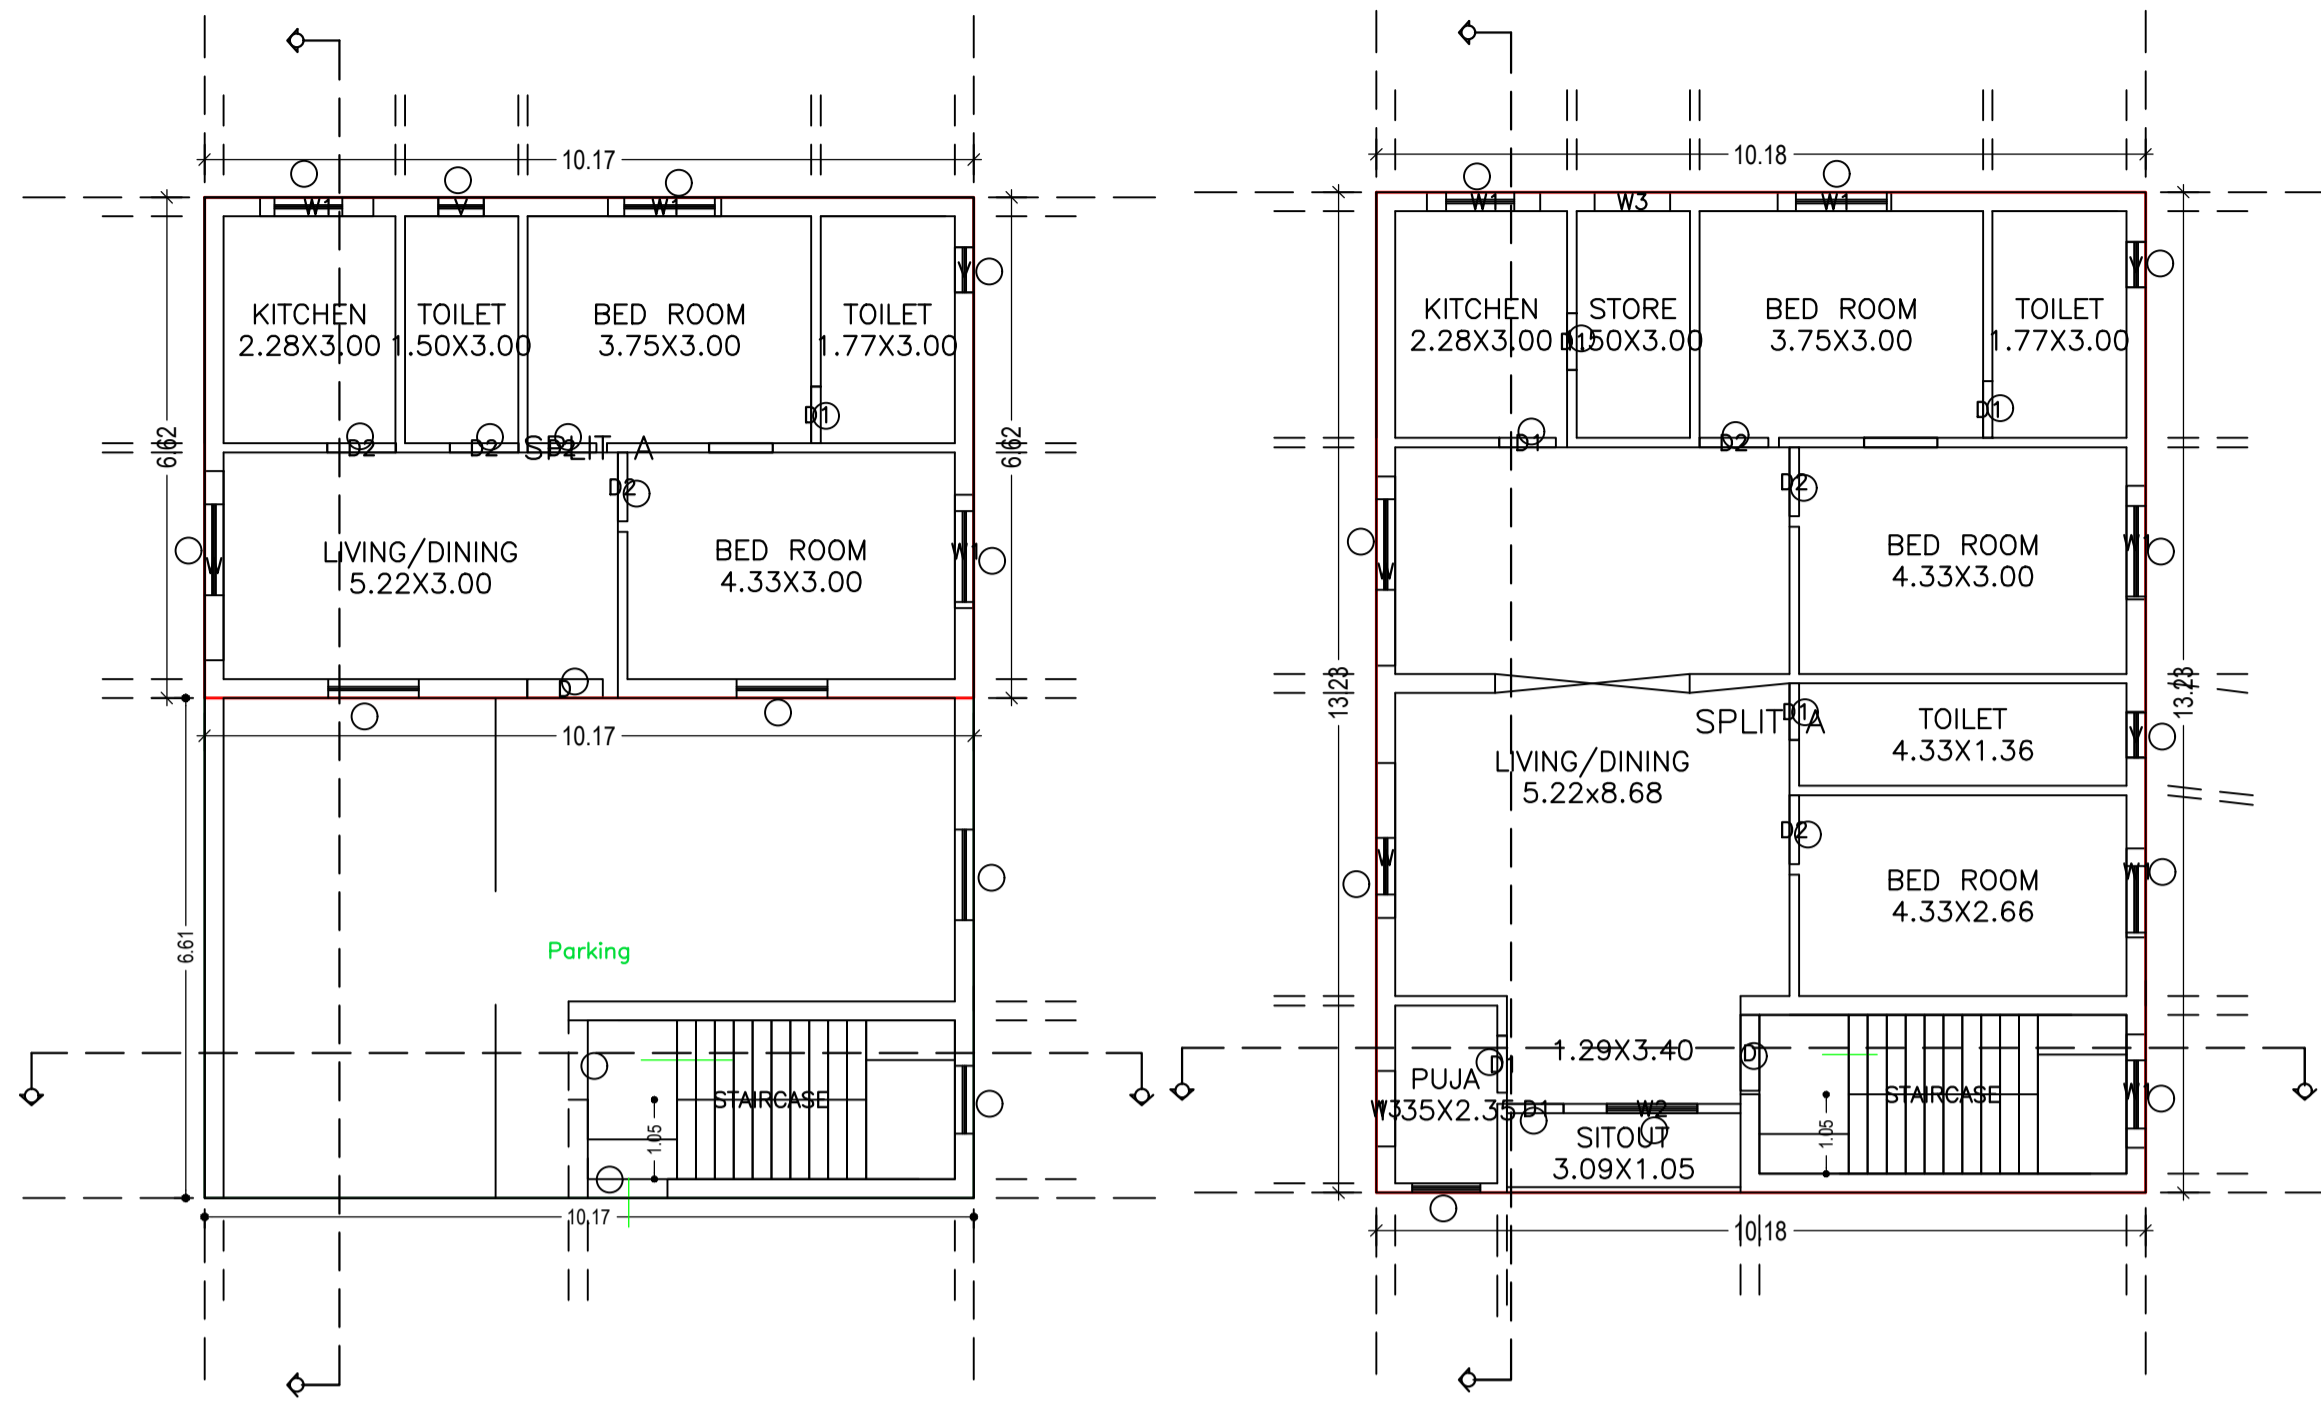 10.17
W1
V
W1
KITCHEN
2.28X3.00
TOILET
1.50X3.00
BED ROOM
3.75X3.00
TOILET
1.77X3.00
V
D1
6.62
6.62
D2
D2
D2
SPLIT A
D2
LIVING/DINING
5.22X3.00
BED ROOM
4.33X3.00
W
W1
D
10.17
6.61
Parking
STAIRCASE
1.05
10.17
10.18
W1
W3
W1
KITCHEN
2.28X3.00
D1
STORE
.50X3.00
BED ROOM
3.75X3.00
TOILET
1.77X3.00
V
D1
D1
D2
D2
BED ROOM
4.33X3.00
W
W1
13.23
13.23
D1
SPLIT A
TOILET
4.33X1.36
V
LIVING/DINING
5.22x8.68
D2
W
BED ROOM
4.33X2.66
W1
1.29X3.40
D
D1
PUJA
W335X2.35
D1
W2
STAIRCASE
W1
SITOUT
3.09X1.05
1.05
10.18